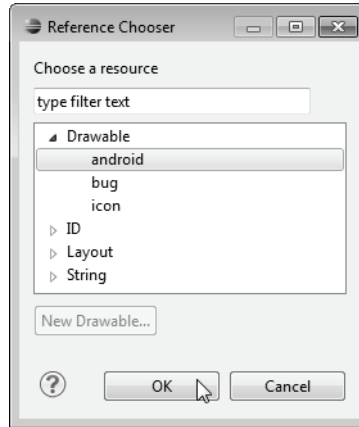 Reference Chooser
Choose a resource
type filter text
Drawable
android
bug
icon
ID
Layout
String
New Drawable...
? OK Cancel